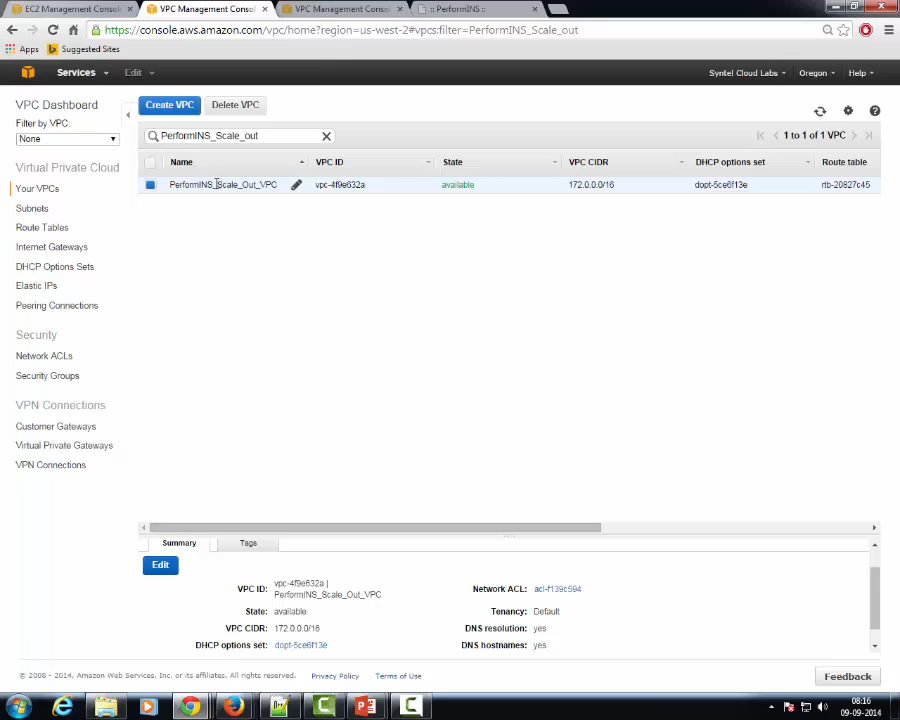 EC2 Management Consol
VPC Management Consol
VPC Management Consol
:: PerformINS ::
https://console.aws.amazon.com/vpc/home?region=us-west-2#vpcs:filter=PerformINS_Scale_out
Apps
Suggested Sites
Services
Edit
Syntel Cloud Labs
Oregon
Help
VPC Dashboard
Filter by VPC:
None
Virtual Private Cloud
Your VPCs
Subnets
Route Tables
Internet Gateways
DHCP Options Sets
Elastic IPs
Peering Connections
Security
Network ACLs
Security Groups
VPN Connections
Customer Gateways
Virtual Private Gateways
VPN Connections
Create VPC
Delete VPC
PerformINS_Scale_out
1 to 1 of 1 VPC
Name VPC ID State VPC CIDR DHCP options set Route table
PerformINS_Scale_Out_VPC vpc-4f9e632a available 172.0.0.0/16 dopt-5ce6f13e rtb-20827c45
Summary
Tags
Edit
VPC ID: vpc-4f9e632a |
PerformINS_Scale_Out_VPC
State: available
VPC CIDR: 172.0.0.0/16
DHCP options set: dopt-5ce6f13e
Network ACL: acl-f139c594
Tenancy: Default
DNS resolution: yes
DNS hostnames: yes
© 2008 - 2014, Amazon Web Services, Inc. or its affiliates. All rights reserved.
Privacy Policy
Terms of Use
Feedback
08:16
09-09-2014